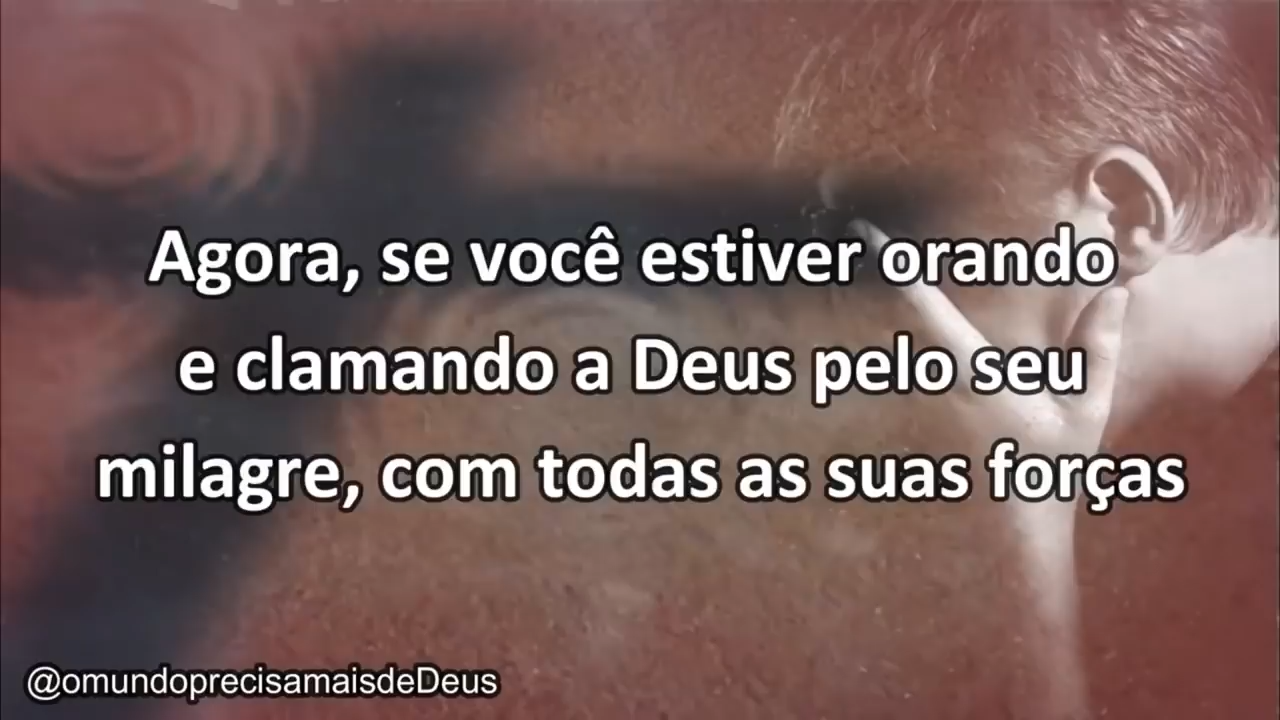 Agora, se você estiver orando
e clamando a Deus pelo seu
milagre, com todas as suas forças
@omundoprecisamaisdeDeus